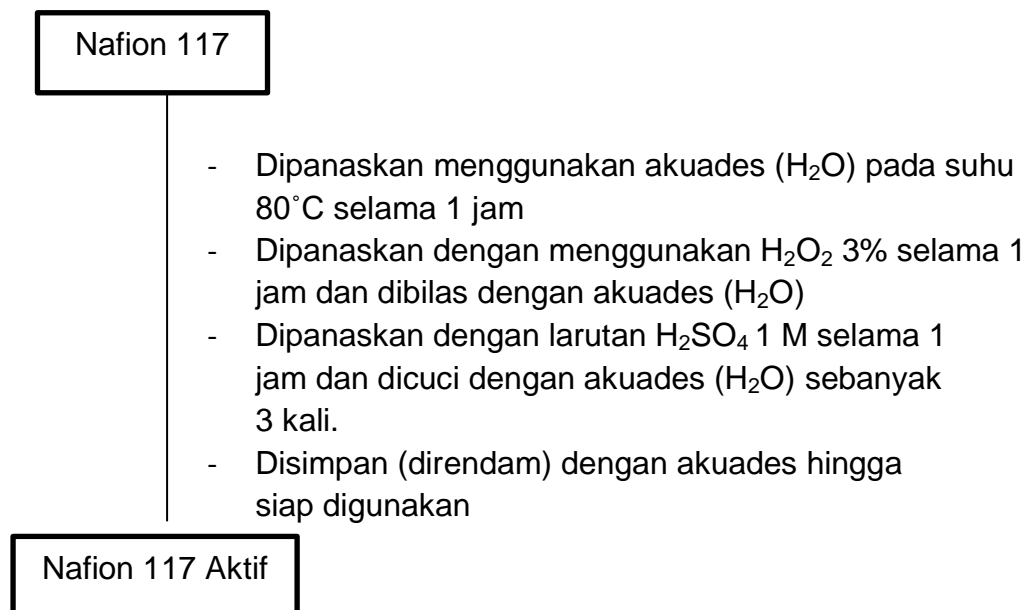 Nafion 117
- Dipanaskan menggunakan akuades (H₂O) pada suhu
80˚C selama 1 jam
- Dipanaskan dengan menggunakan H₂O₂ 3% selama 1
jam dan dibilas dengan akuades (H₂O)
- Dipanaskan dengan larutan H₂SO₄ 1 M selama 1
jam dan dicuci dengan akuades (H₂O) sebanyak
3 kali.
- Disimpan (direndam) dengan akuades hingga
siap digunakan
Nafion 117 Aktif